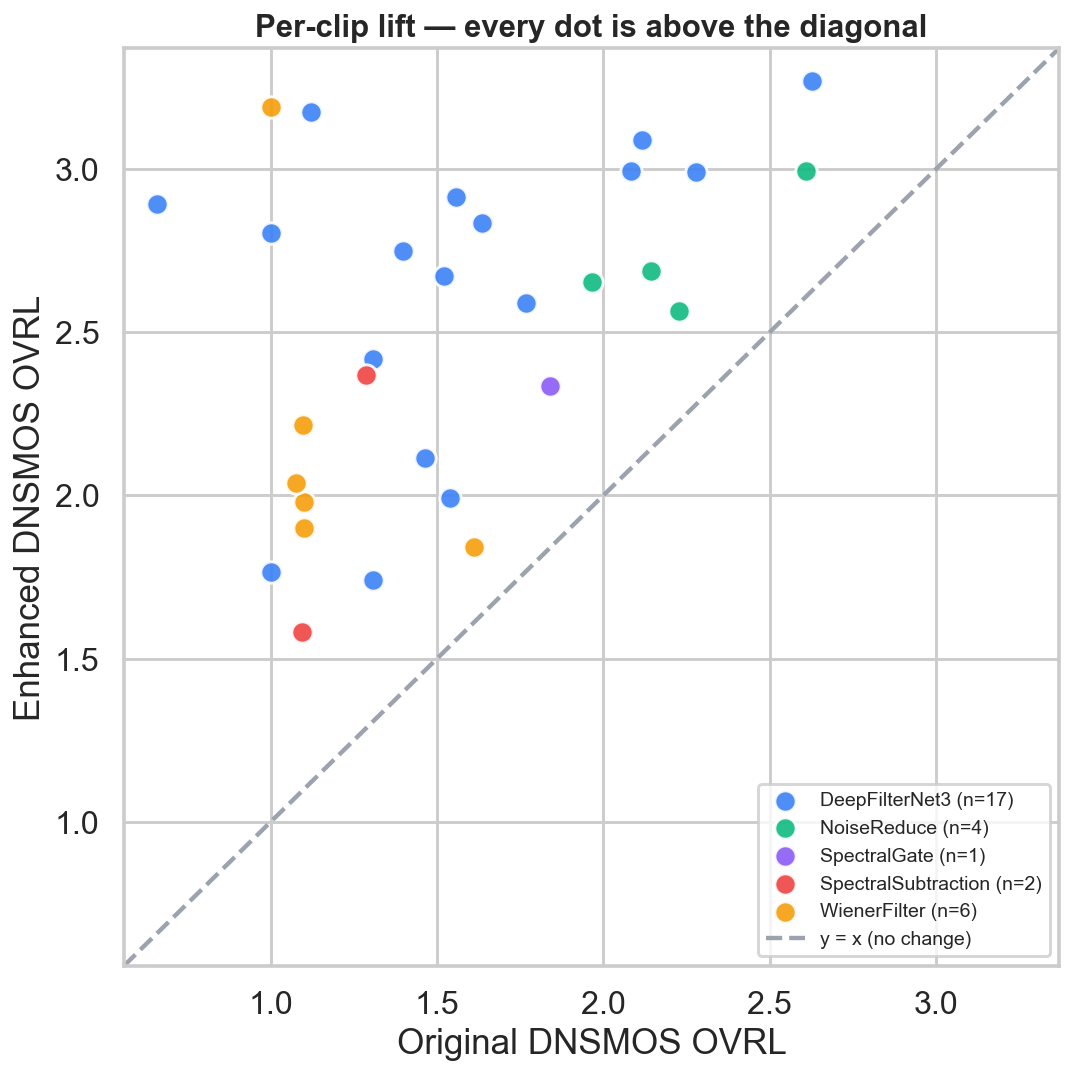 Per-clip lift — every dot is above the diagonal
Enhanced DNSMOS OVRL
3.0
2.5
2.0
1.5
1.0
DeepFilterNet3 (n=17)
NoiseReduce (n=4)
SpectralGate (n=1)
SpectralSubtraction (n=2)
WienerFilter (n=6)
y = x (no change)
1.0 1.5 2.0 2.5 3.0
Original DNSMOS OVRL